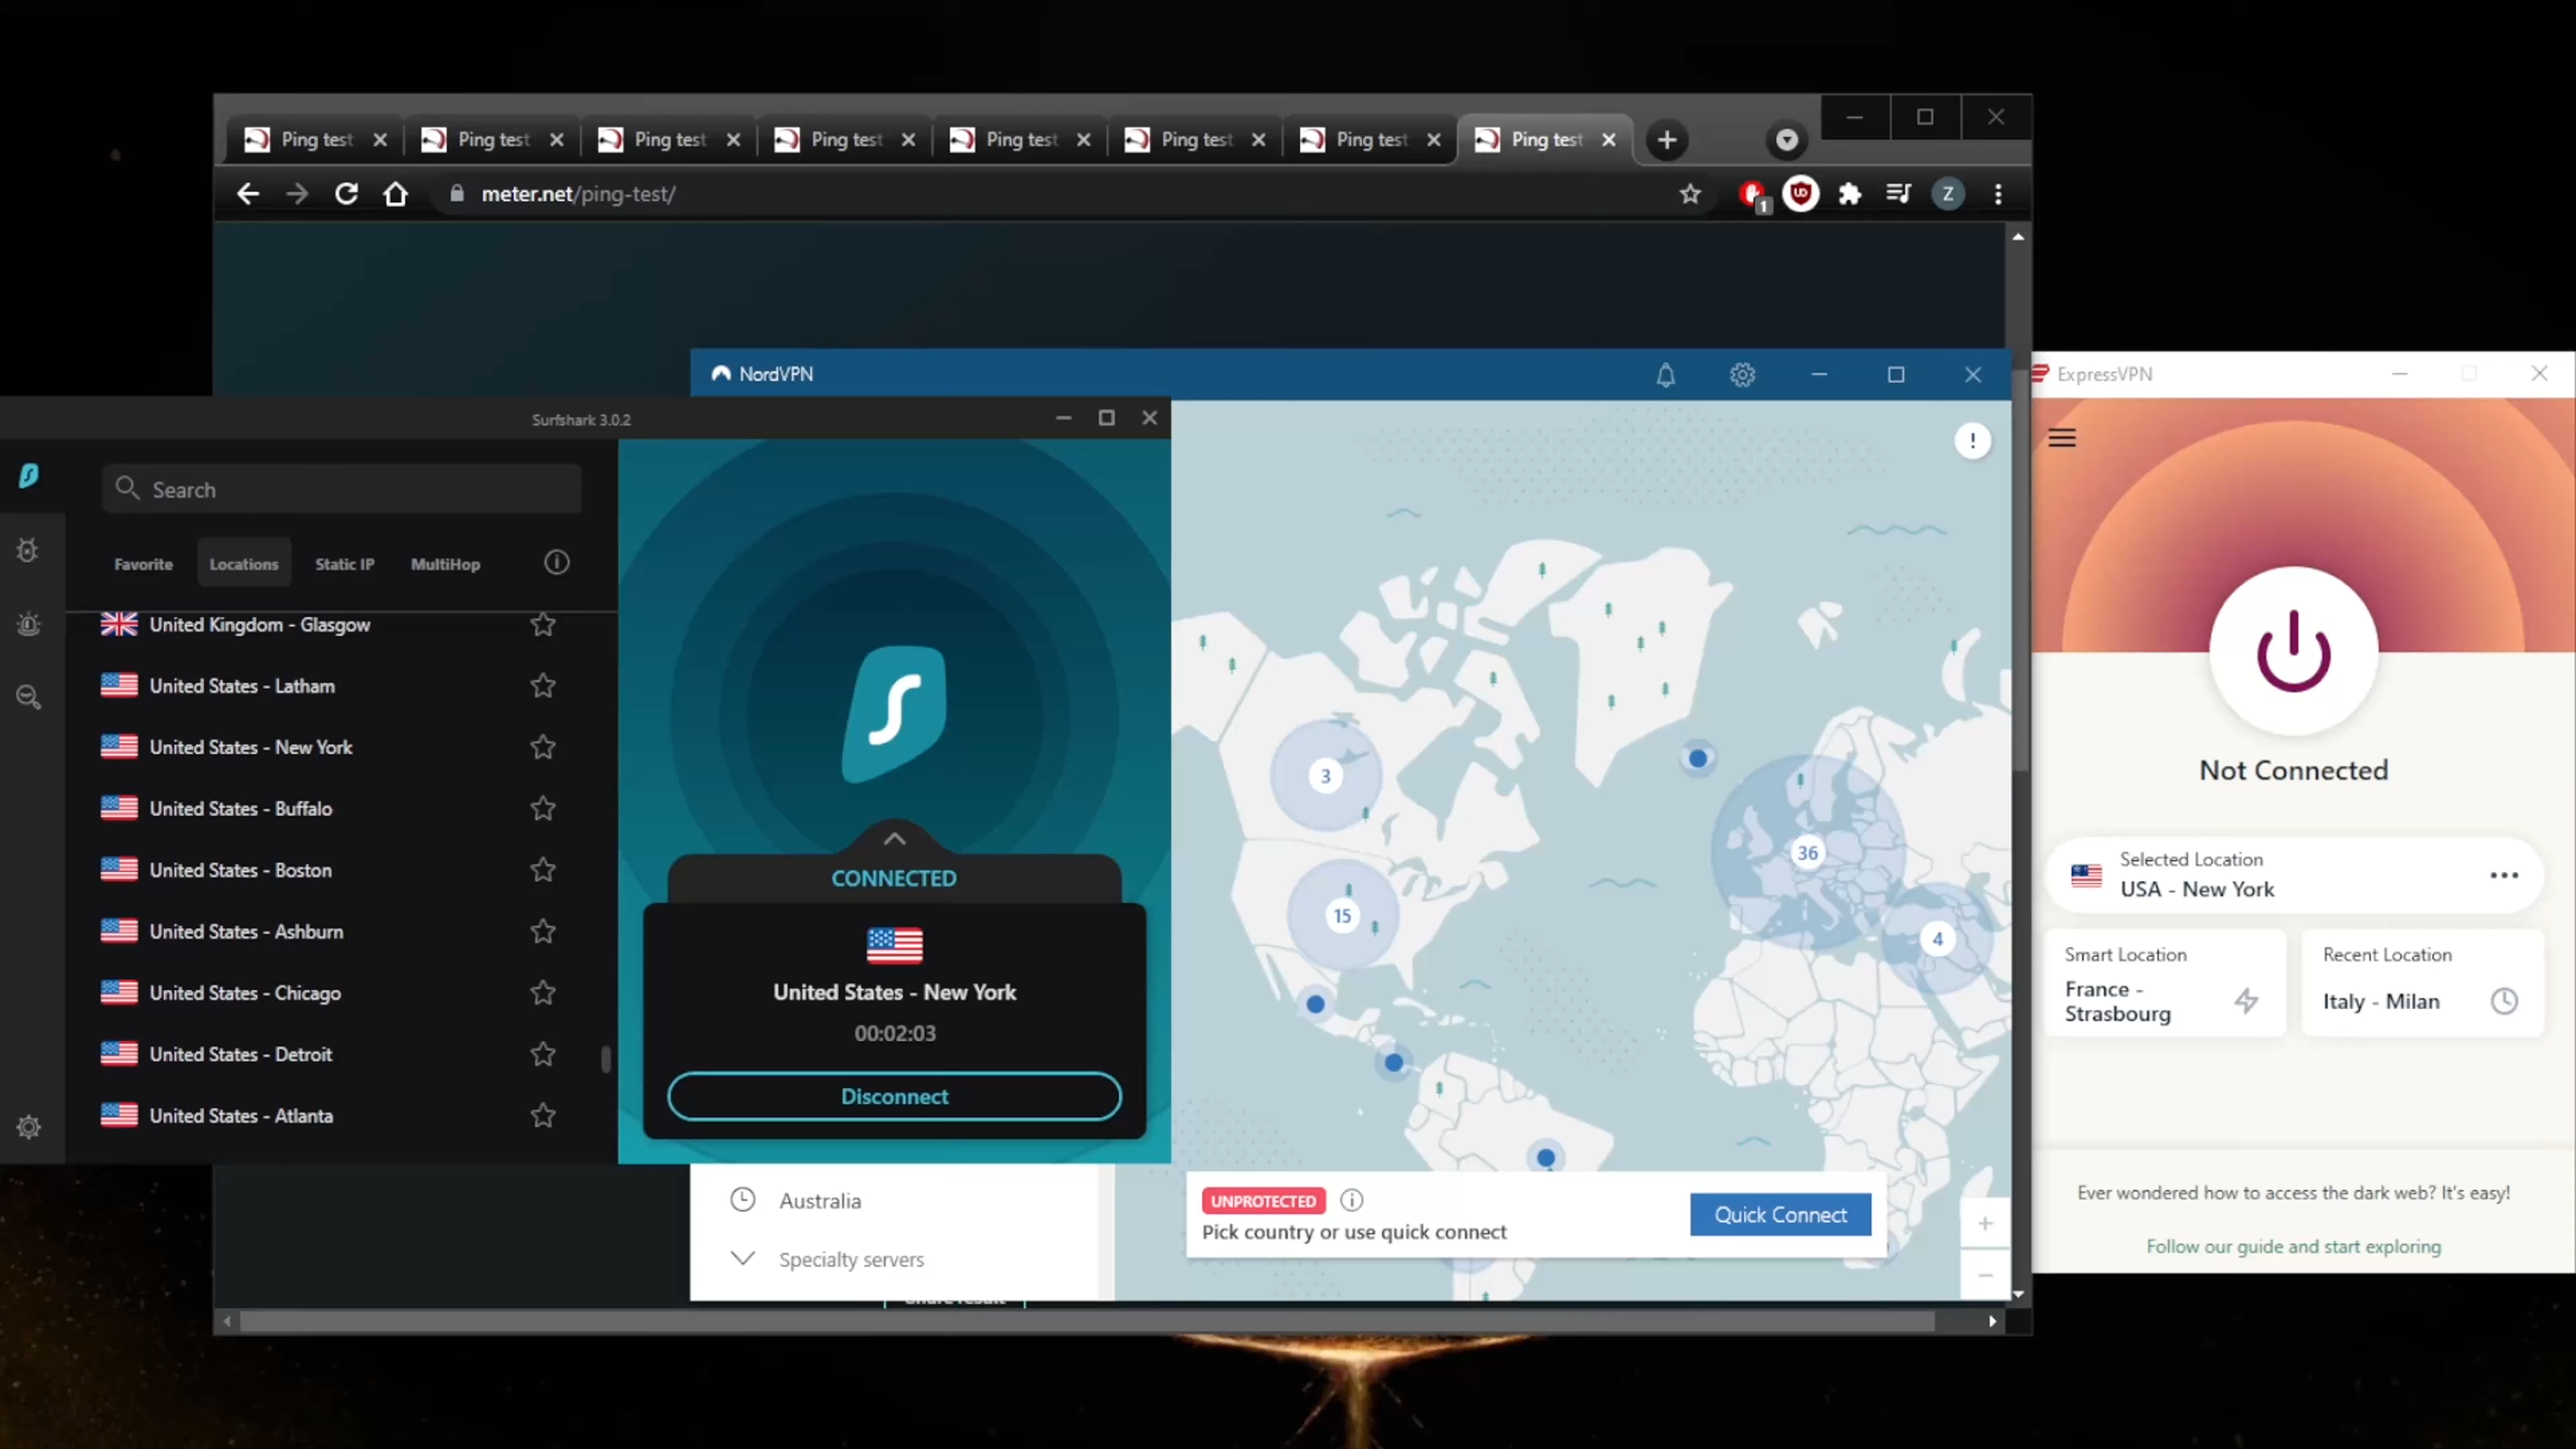 Ping test
Ping test
Ping test
Ping test
Ping test
Ping test
Ping test
Ping test
meter.net/ping-test/
1
Z
NordVPN
ExpressVPN
Surfshark 3.0.2
Search
Favorite
Locations
Static IP
MultiHop
United Kingdom - Glasgow
United States - Latham
United States - New York
United States - Buffalo
United States - Boston
United States - Ashburn
United States - Chicago
United States - Detroit
United States - Atlanta
CONNECTED
United States - New York
00:02:03
Disconnect
!
3
15
36
4
Australia
Specialty servers
UNPROTECTED
Pick country or use quick connect
Quick Connect
Not Connected
Selected Location
USA - New York
Smart Location
France -
Strasbourg
Recent Location
Italy - Milan
Ever wondered how to access the dark web? It's easy!
Follow our guide and start exploring